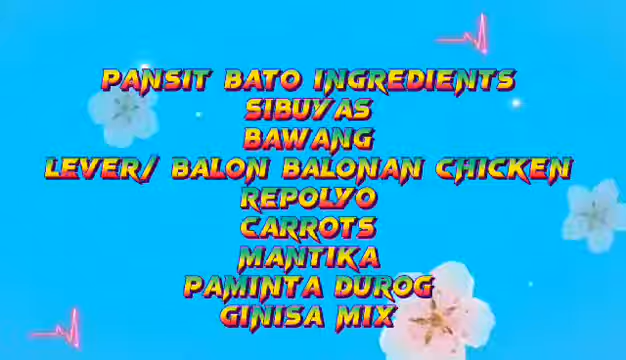 PANSIT BATO INGREDIENTS
SIBUYAS
BAWANG
LEVER/ BALON BALONAN CHICKEN
REPOLYO
CARROTS
MANTIKA
PAMINTA DUROG
GINISA MIX